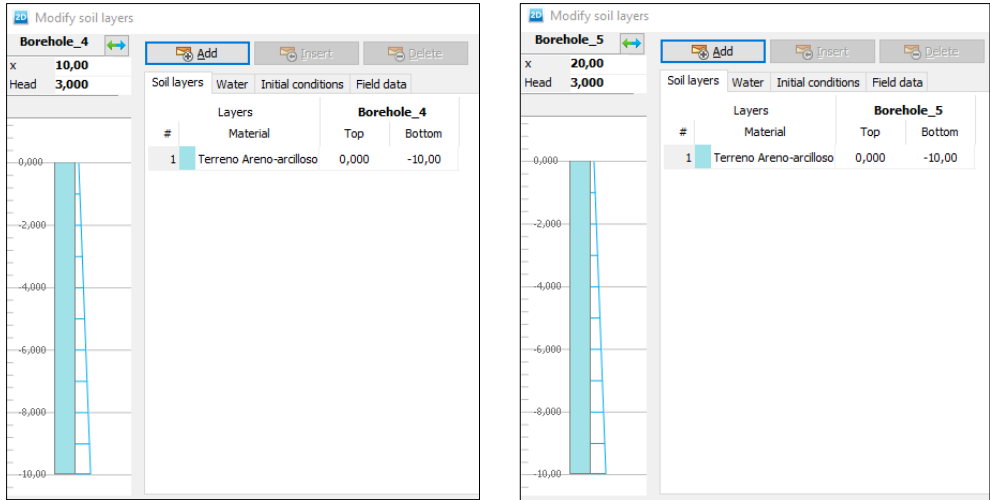 2D Modify soil layers
Borehole_4
x 10,00
Head 3,000
Add Insert Delete
Soil layers Water Initial conditions Field data
Layers Borehole_4
# Material Top Bottom
1 Terreno Areno-arcilloso 0,000 -10,00
0,000
-2,000
-4,000
-6,000
-8,000
-10,00
2D Modify soil layers
Borehole_5
x 20,00
Head 3,000
Add Insert Delete
Soil layers Water Initial conditions Field data
Layers Borehole_5
# Material Top Bottom
1 Terreno Areno-arcilloso 0,000 -10,00
0,000
-2,000
-4,000
-6,000
-8,000
-10,00